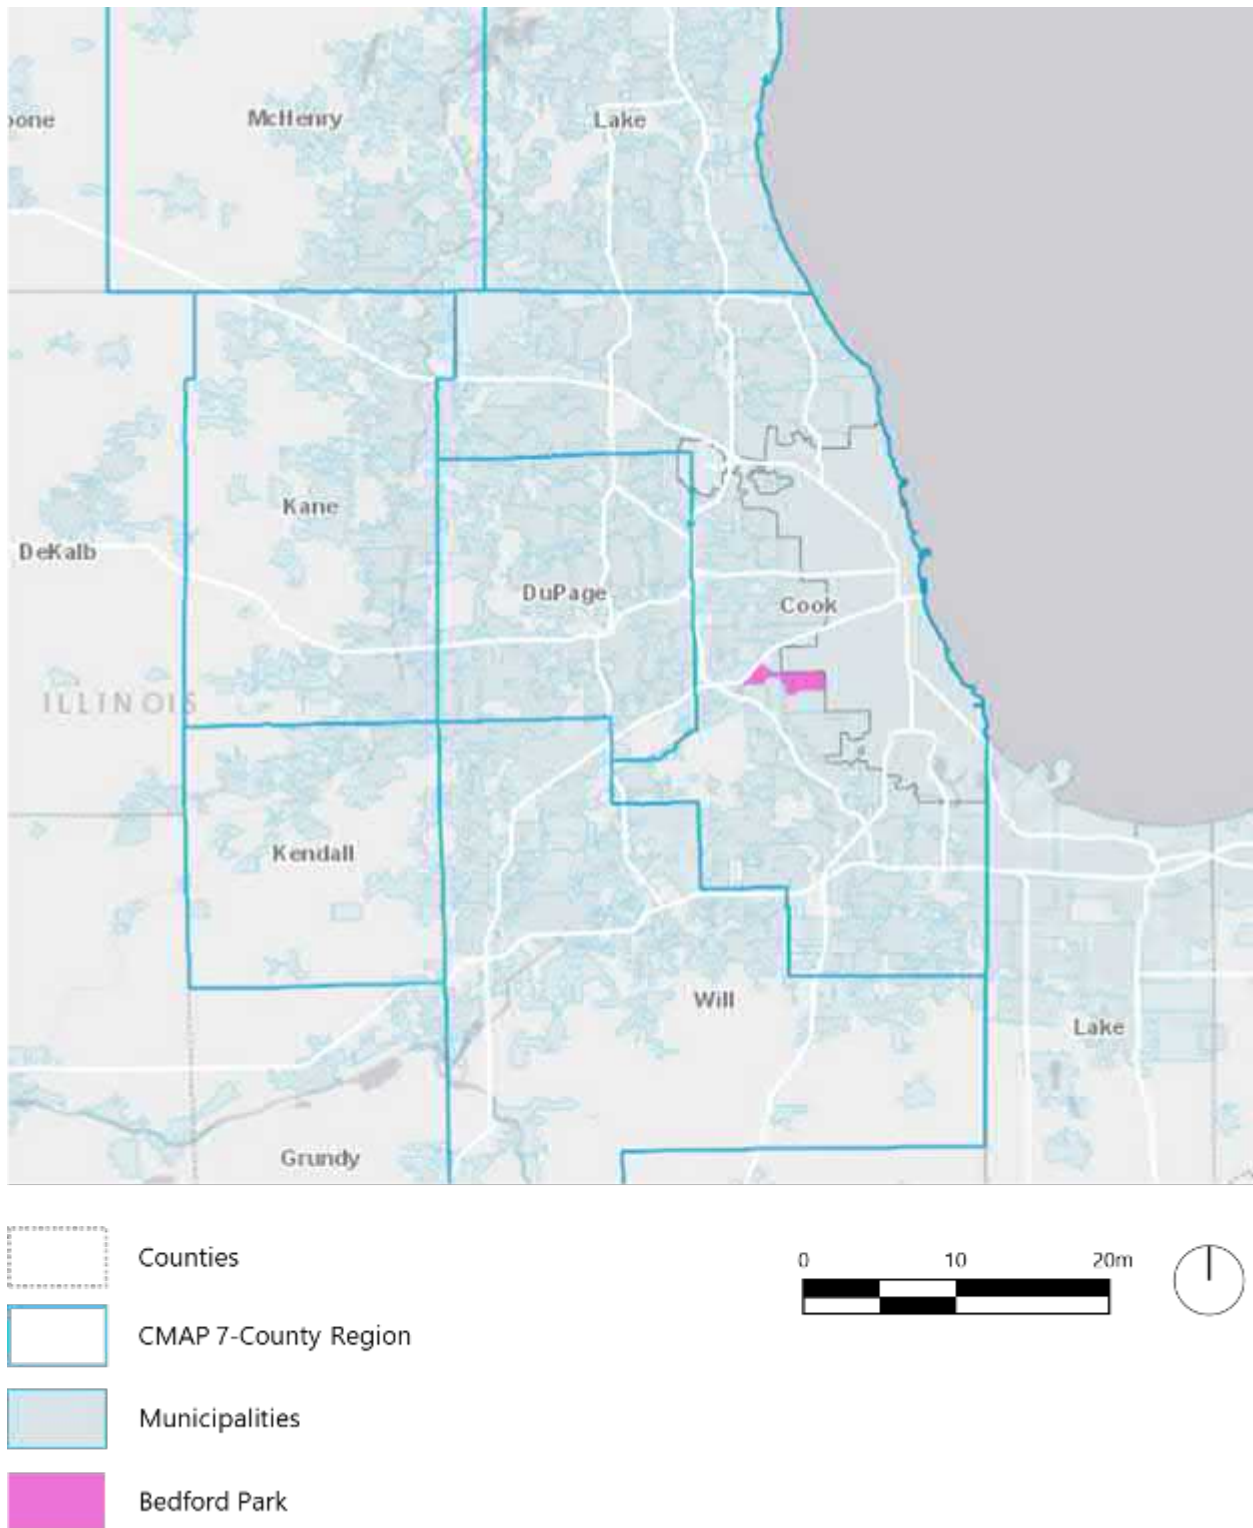 oone
McHenry
Lake
Kane
DeKalb
DuPage
Cook
ILLINOIS
Kendall
Will
Lake
Grundy
Counties
0 10 20m
CMAP 7-County Region
Municipalities
Bedford Park